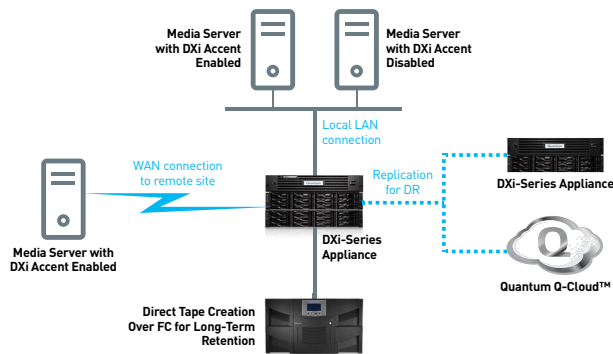 Media Server
with DXi Accent
Enabled
Media Server
with DXi Accent
Disabled
Local LAN
connection
WAN connection
to remote site
Replication
for DR
DXi-Series Appliance
Media Server with
DXi Accent Enabled
DXi-Series
Appliance
Q
Quantum Q-Cloud™
Direct Tape Creation
Over FC for Long-Term
Retention